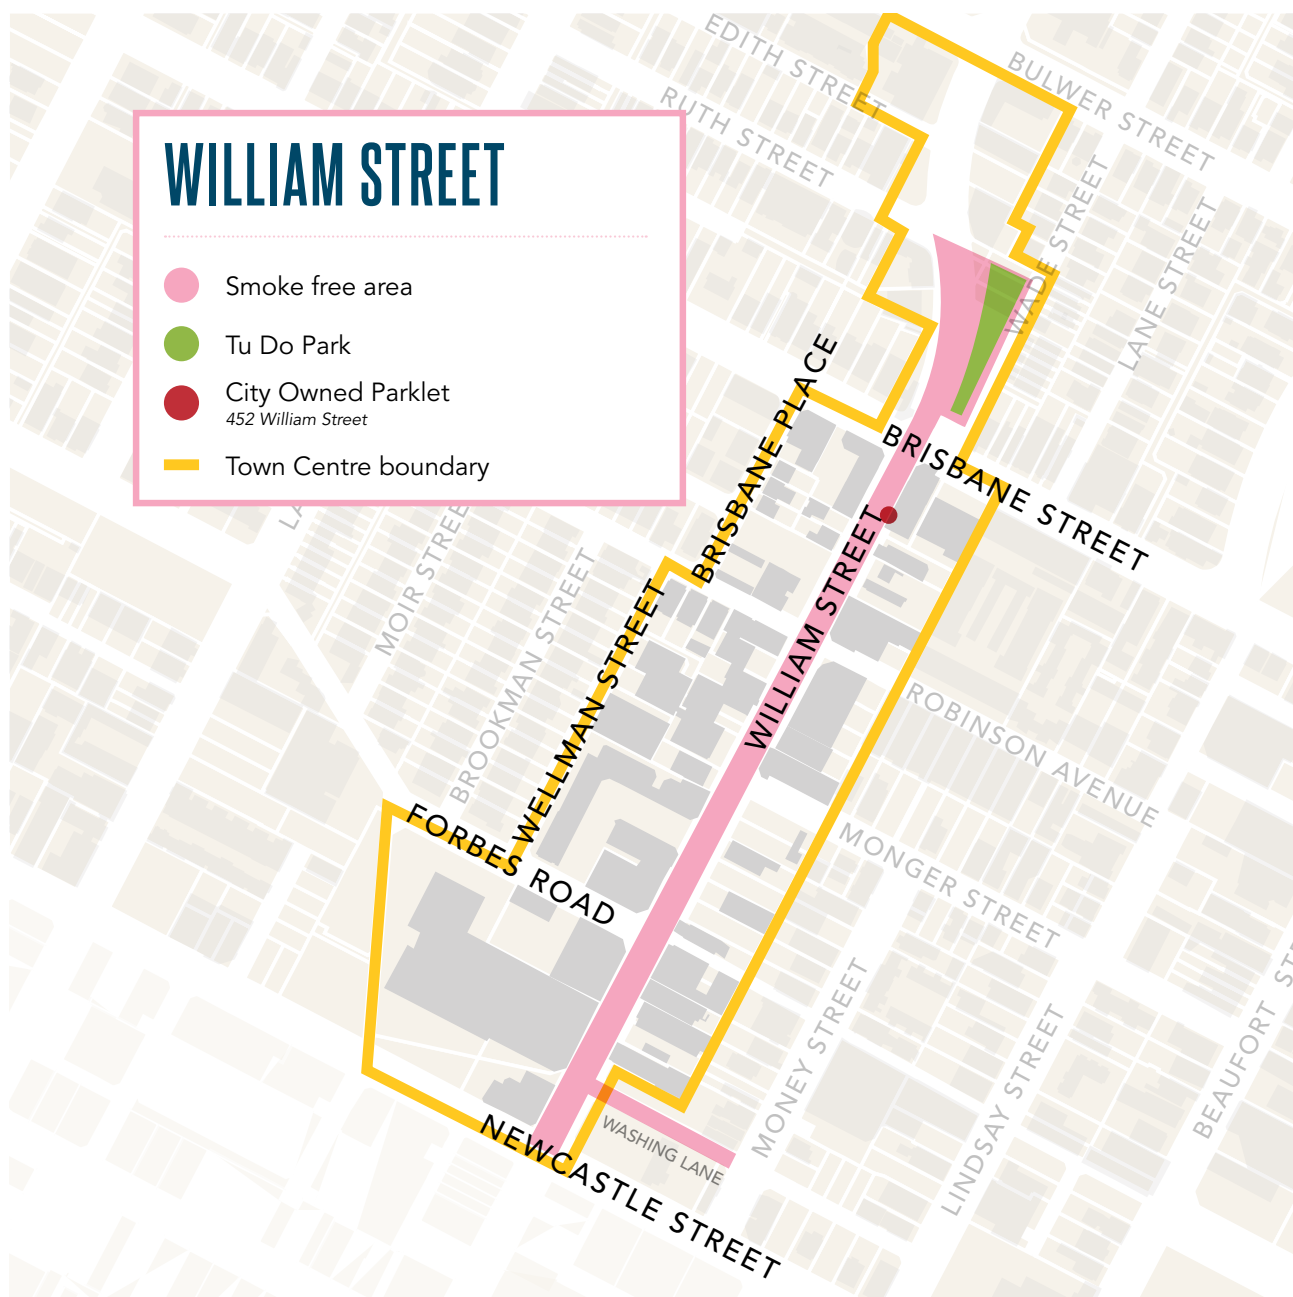 EDITH STREET
BULWER STREET
RUTH STREET
WILLIAM STREET
Smoke free area
Tu Do Park
City Owned Parklet
452 William Street
Town Centre boundary
WADE STREET
LANE STREET
BRISBANE PLACE
BRISBANE STREET
LA
MOIR STREE
BROOKMAN STREET
WELLMAN STREET
WILLIAM STREET
ROBINSON AVENUE
FORBES ROAD
MONGER STREET
MONEY STREET
LINDSAY STREET
BEAUFORT ST
WASHING LANE
NEWCASTLE STREET